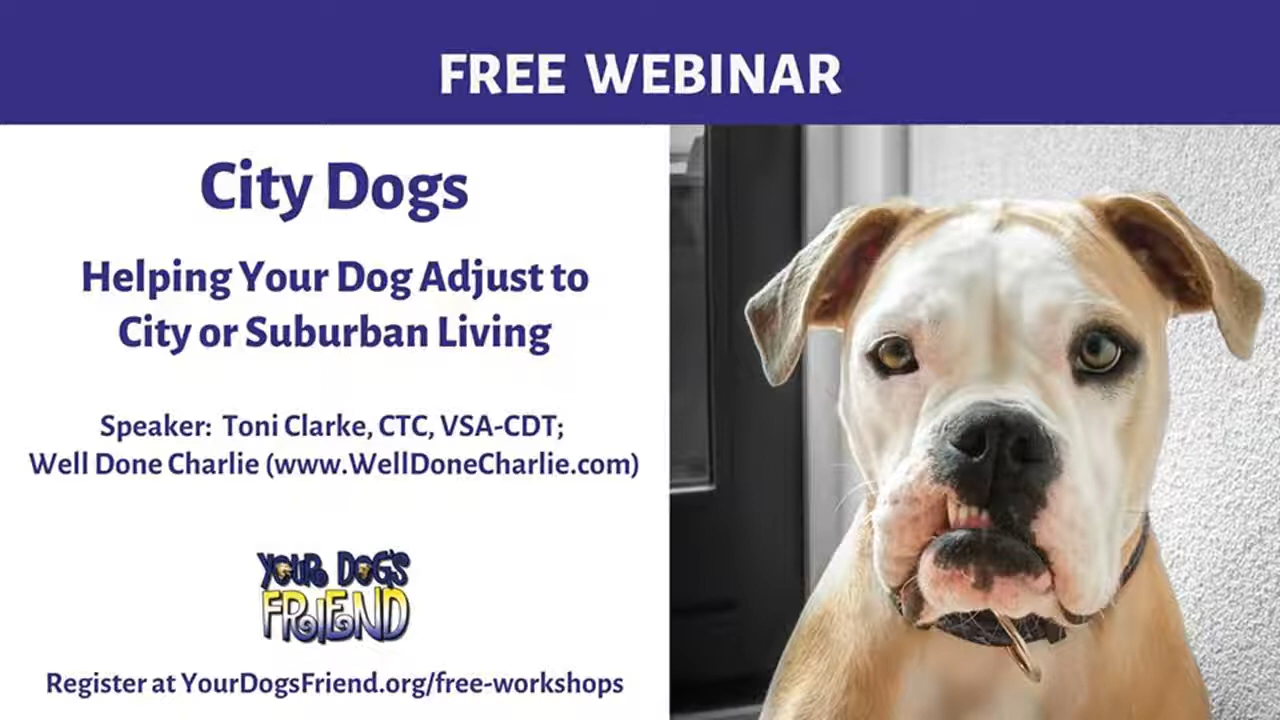 FREE WEBINAR
City Dogs
Helping Your Dog Adjust to
City or Suburban Living
Speaker: Toni Clarke, CTC, VSA-CDT;
Well Done Charlie (www.WellDoneCharlie.com)
YOUR DOG'S
FRIEND
Register at YourDogsFriend.org/free-workshops